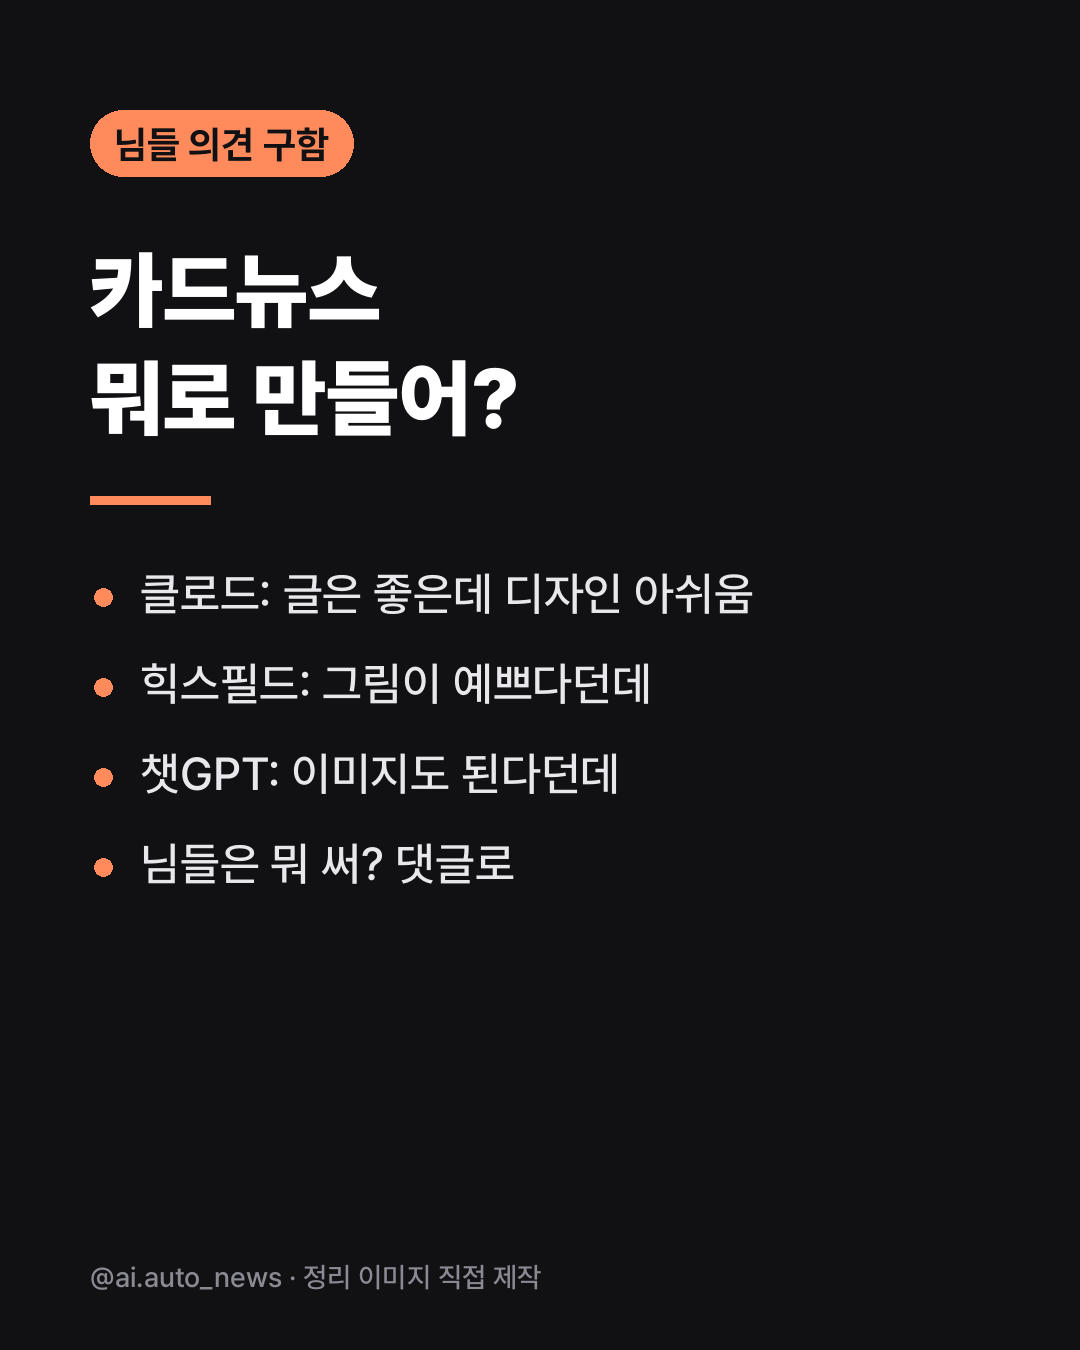 님들 의견 구함
카드뉴스
뭐로 만들어?
클로드: 글은 좋은데 디자인 아쉬움
힉스필드: 그림이 예쁘다던데
챗GPT: 이미지도 된다던데
님들은 뭐 써? 댓글로
@ai.auto_news · 정리 이미지 직접 제작